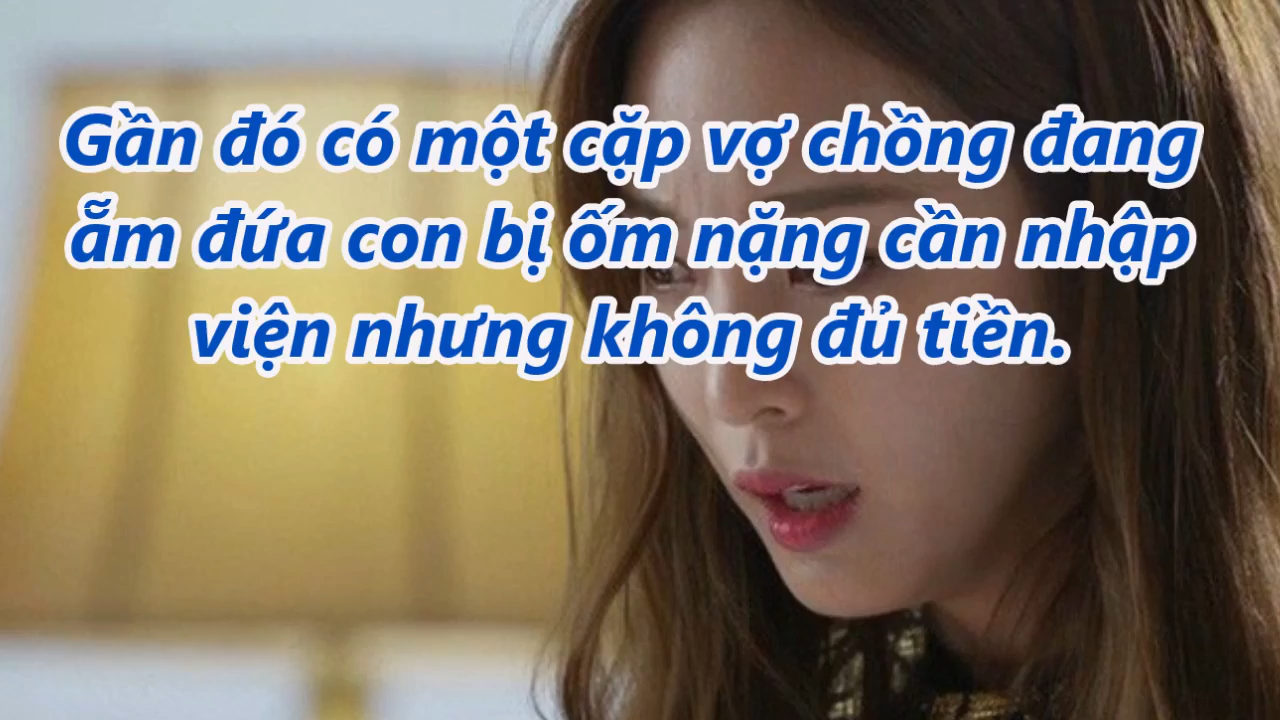 Gần đó có một cặp vợ chồng đang
ẵm đứa con bị ốm nặng cần nhập
viện nhưng không đủ tiền.